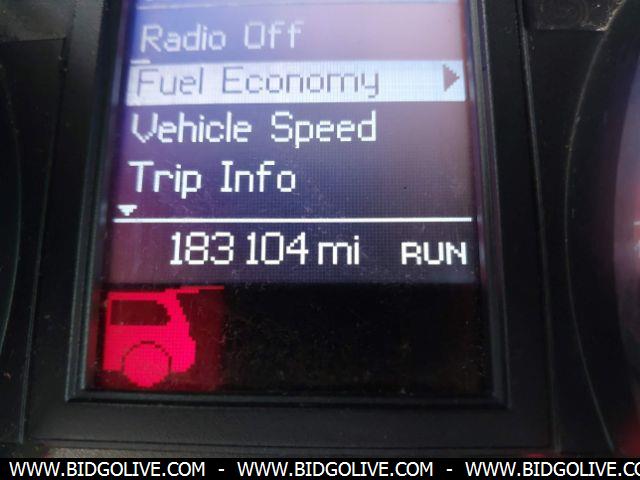 Radio Off
Fuel Economy
Vehicle Speed
Trip Info
183 104 mi RUN
WWW.BIDGOLIVE.COM - WWW.BIDGOLIVE.COM - WWW.BIDGOLIVE.CO